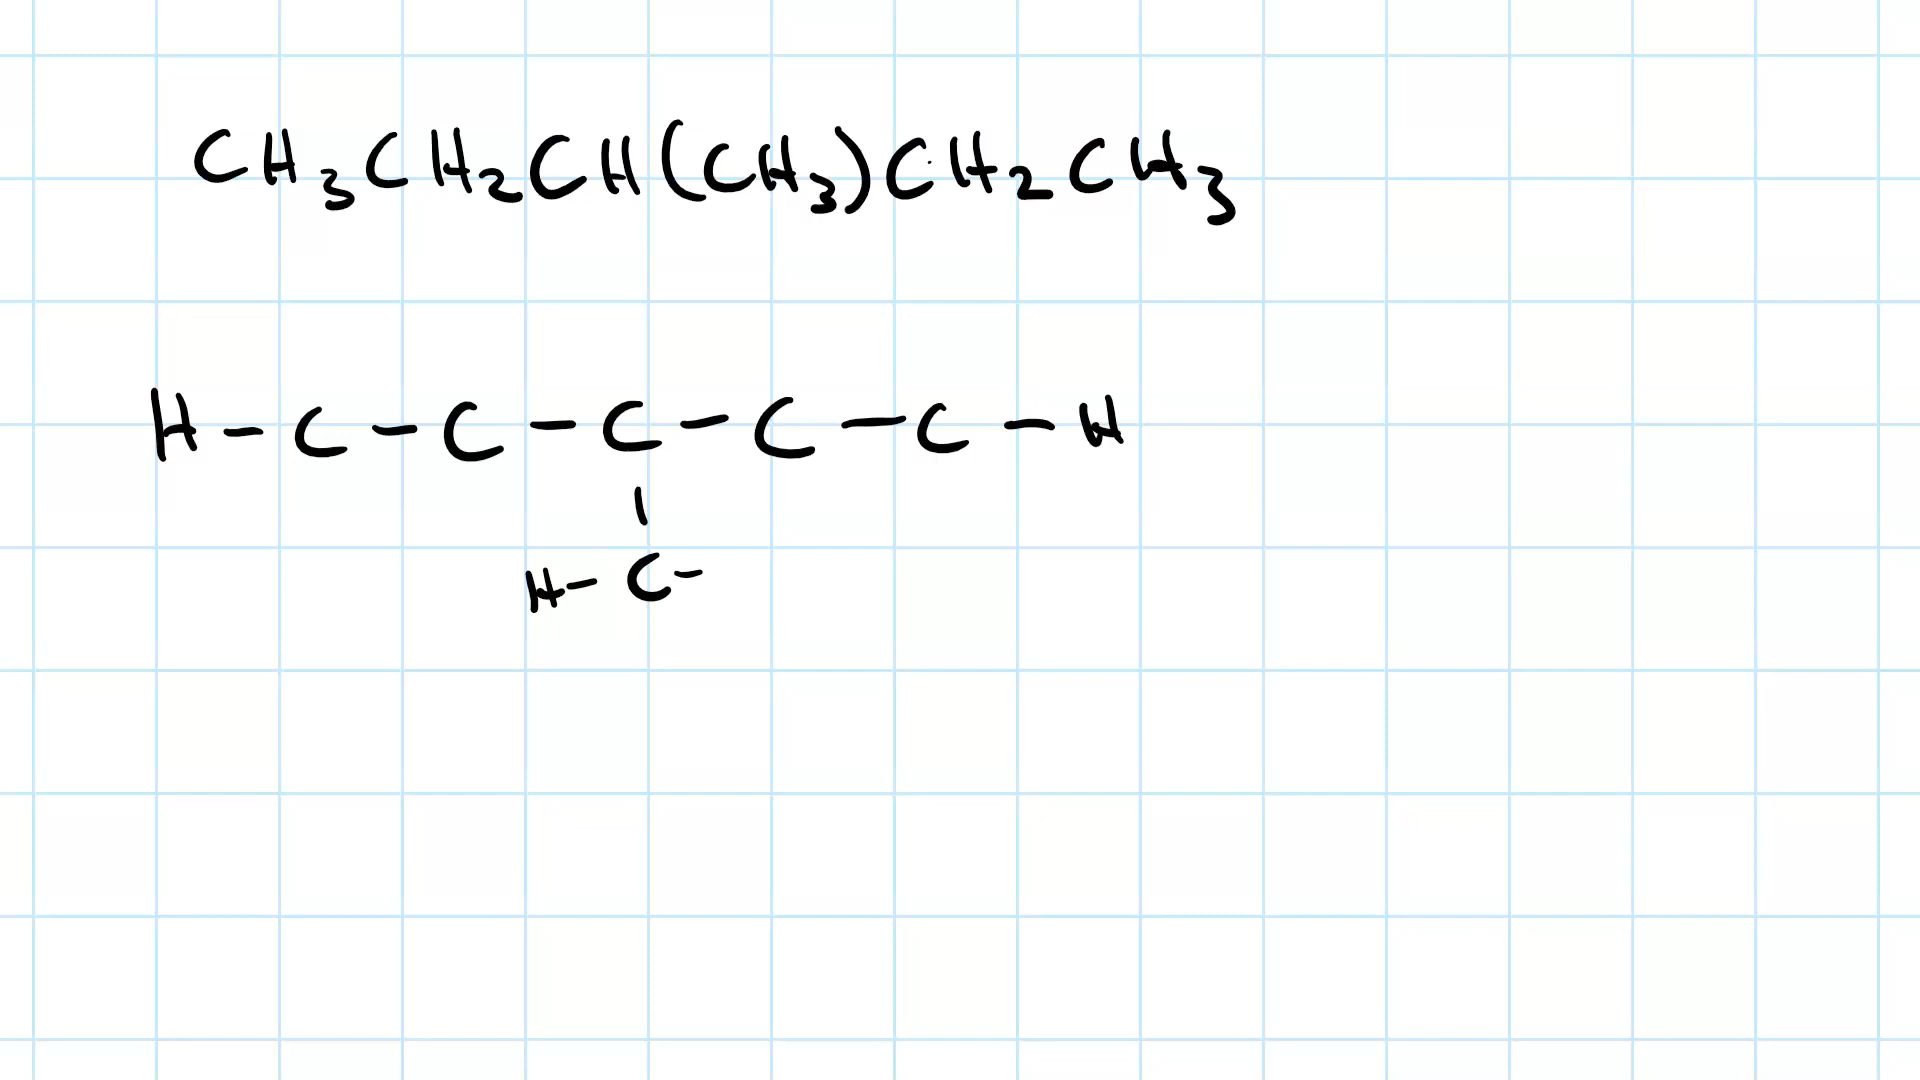 CH₃CH₂CH(CH₃)CH₂CH₃
H - C - C - C - C - C - H
|
H - C -